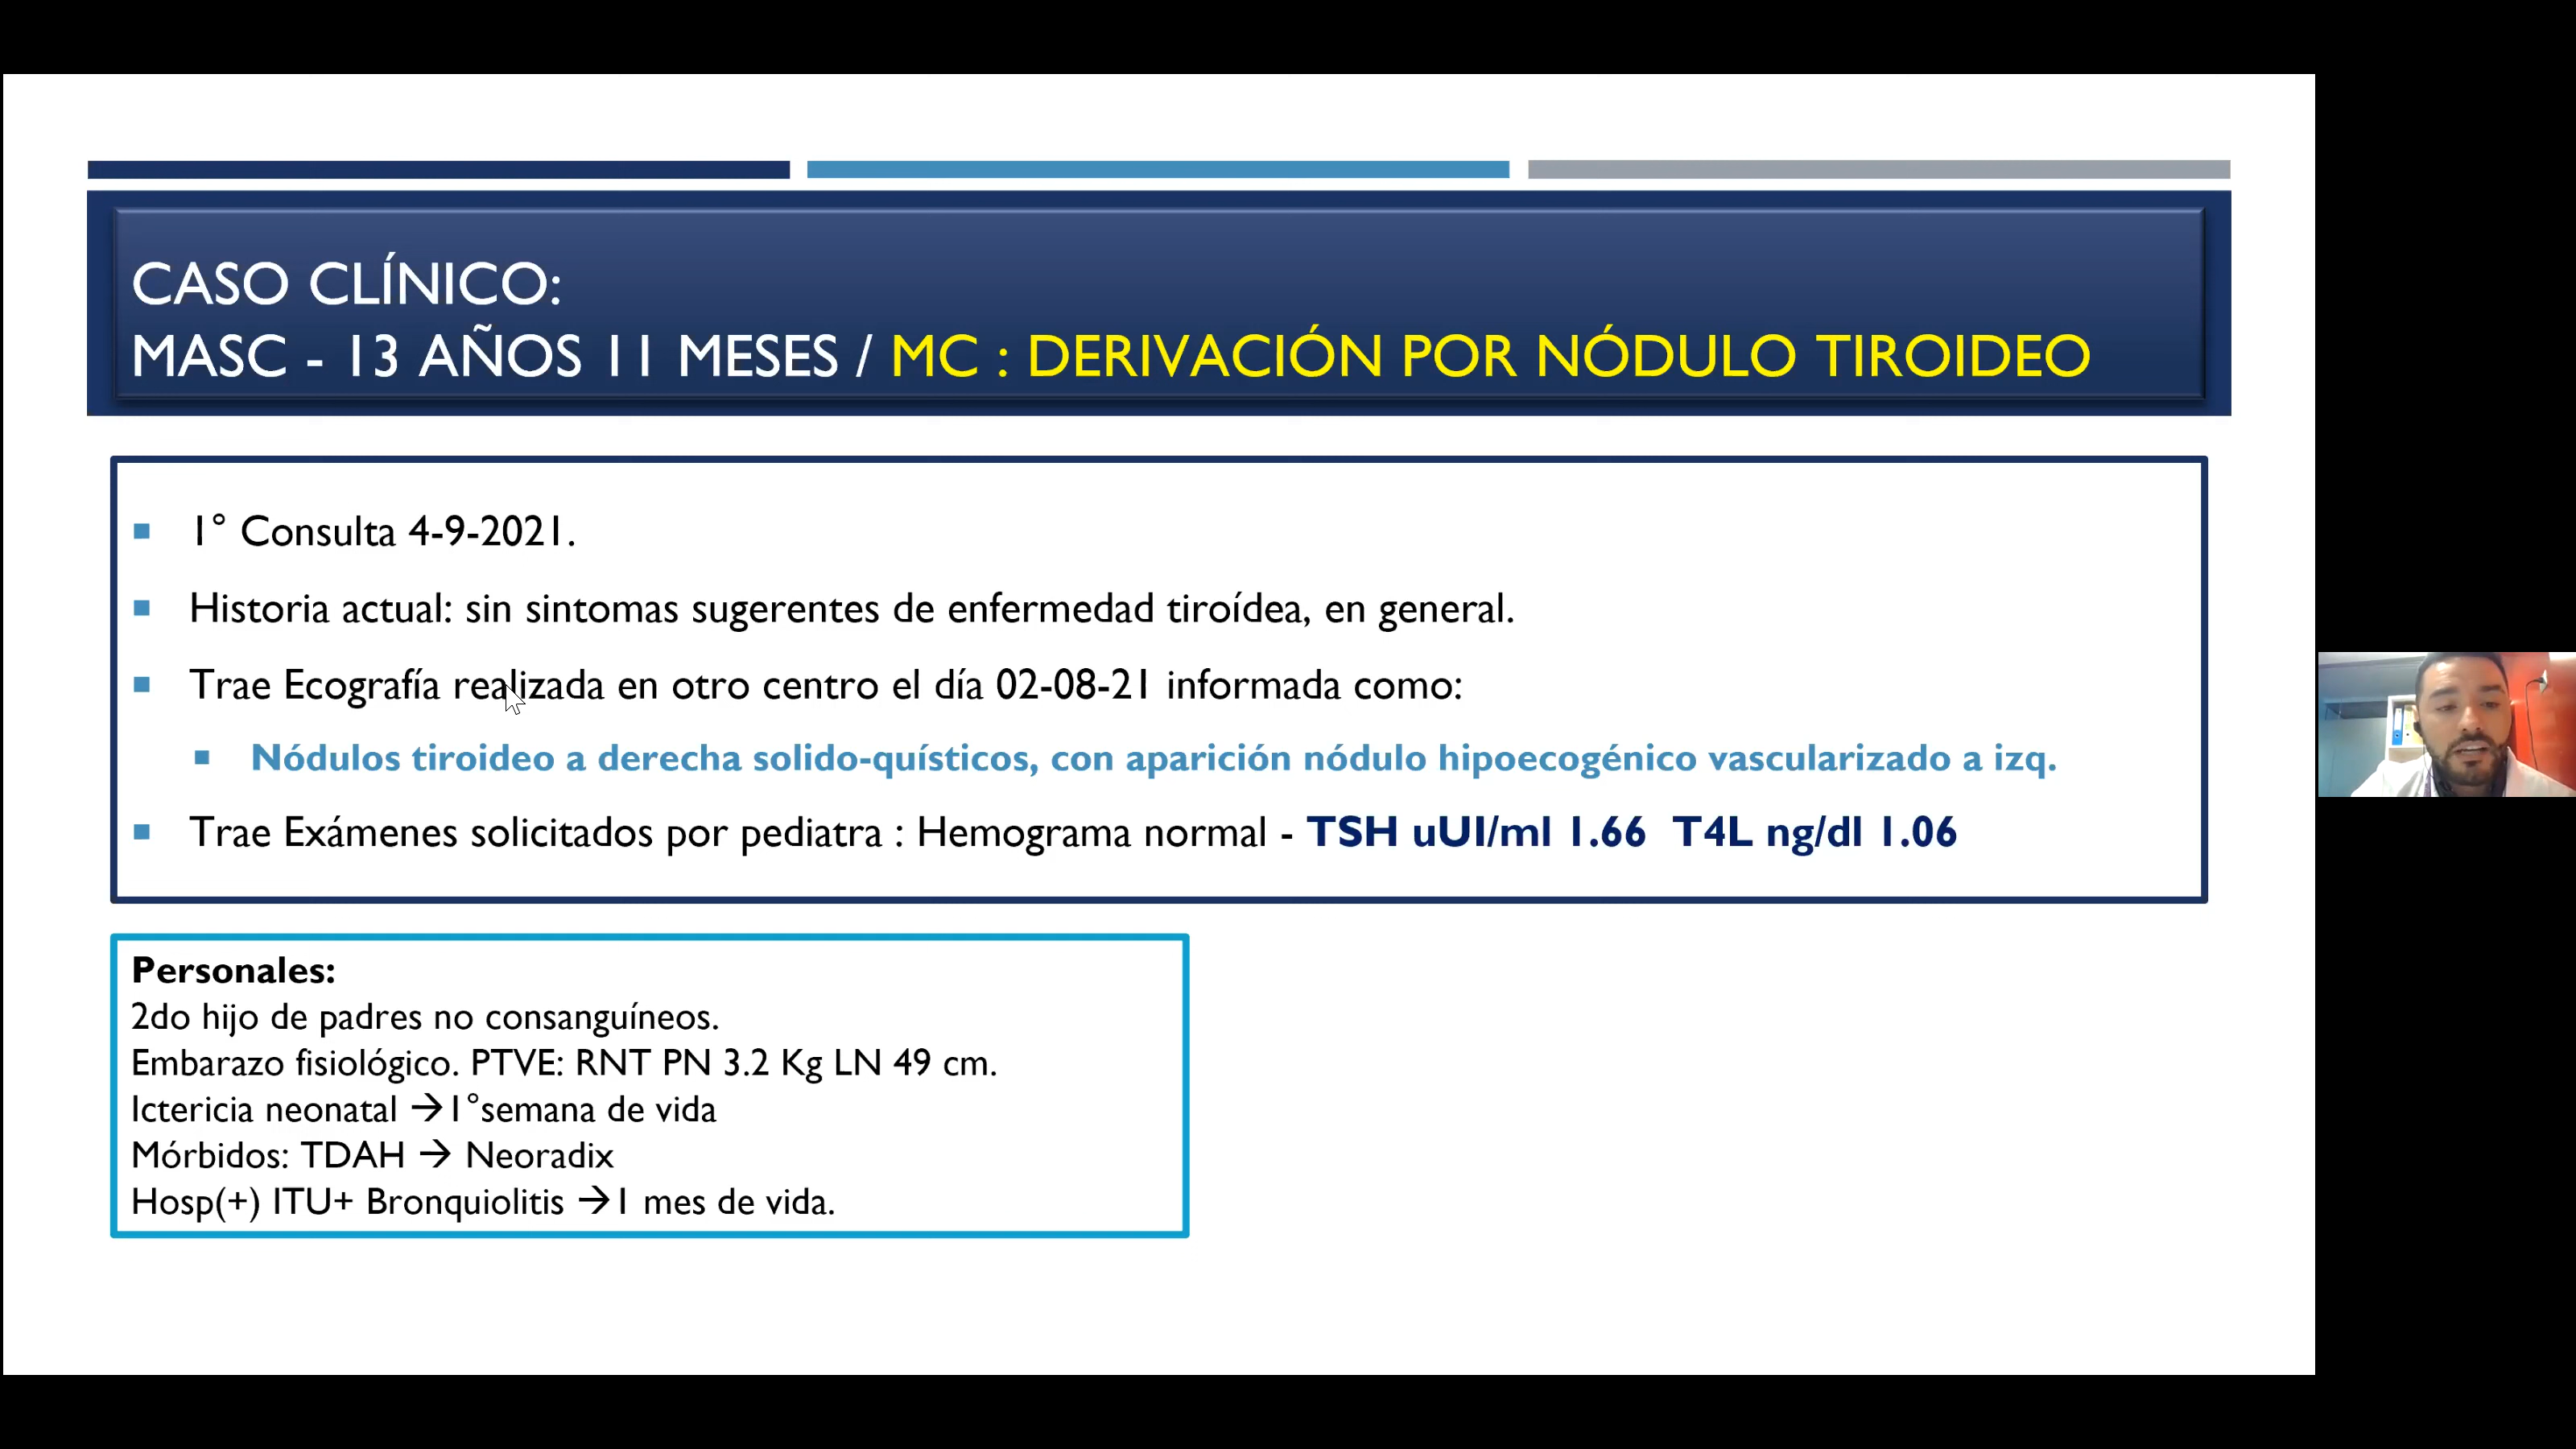 CASO CLÍNICO:
MASC - 13 AÑOS 11 MESES / MC : DERIVACIÓN POR NÓDULO TIROIDEO
1° Consulta 4-9-2021.
Historia actual: sin sintomas sugerentes de enfermedad tiroídea, en general.
Trae Ecografía realizada en otro centro el día 02-08-21 informada como:
Nódulos tiroideo a derecha solido-quísticos, con aparición nódulo hipoecogénico vascularizado a izq.
Trae Exámenes solicitados por pediatra : Hemograma normal - TSH uUI/ml 1.66 T4L ng/dl 1.06
Personales:
2do hijo de padres no consanguíneos.
Embarazo fisiológico. PTVE: RNT PN 3.2 Kg LN 49 cm.
Ictericia neonatal →1°semana de vida
Mórbidos: TDAH → Neoradix
Hosp(+) ITU+ Bronquiolitis →1 mes de vida.